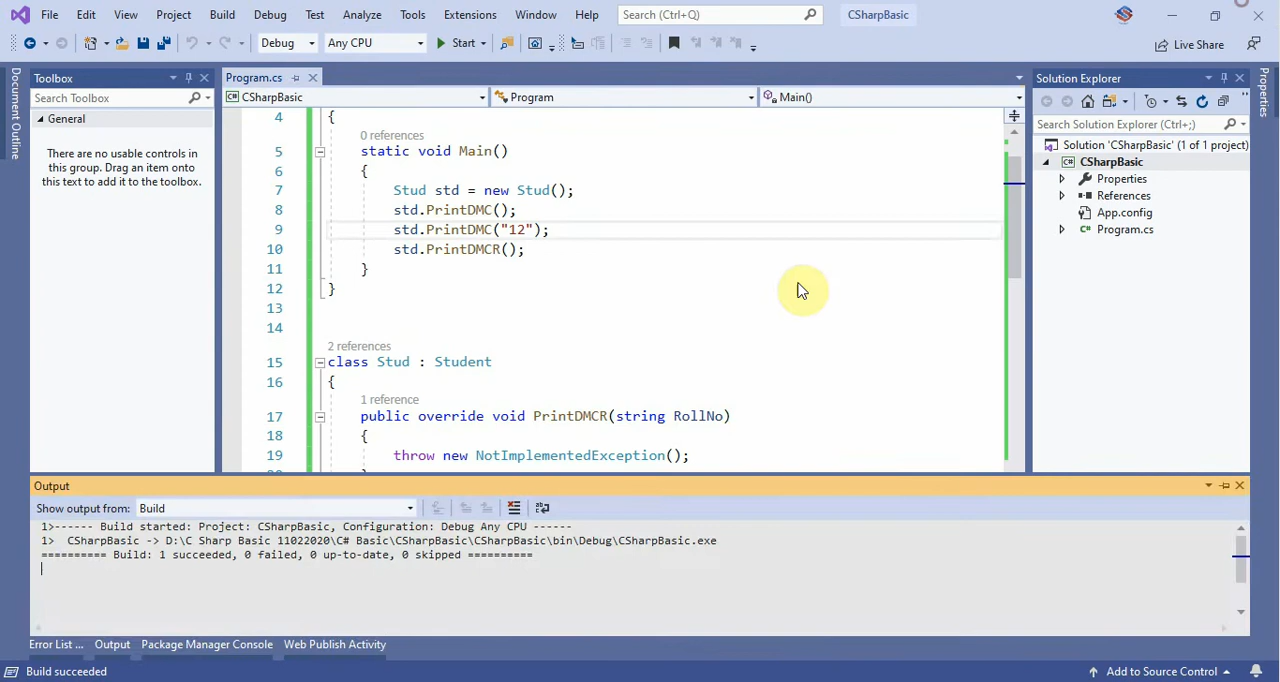 File Edit View Project Build Debug Test Analyze Tools Extensions Window Help Search (Ctrl+Q) CSharpBasic
Debug Any CPU Start Live Share
Document Outline
Toolbox
Search Toolbox
General
There are no usable controls in
this group. Drag an item onto
this text to add it to the toolbox.
Program.cs
CSharpBasic Program Main()
4 {
0 references
5 static void Main()
6 {
7 Stud std = new Stud();
8 std.PrintDMC();
9 std.PrintDMC("12");
10 std.PrintDMCR();
11 }
12 }
13
14
2 references
15 class Stud : Student
16 {
1 reference
17 public override void PrintDMCR(string RollNo)
18 {
19 throw new NotImplementedException();
Solution Explorer
Search Solution Explorer (Ctrl+;)
Solution 'CSharpBasic' (1 of 1 project)
CSharpBasic
Properties
References
App.config
Program.cs
Properties
Output
Show output from: Build
1>------ Build started: Project: CSharpBasic, Configuration: Debug Any CPU ------
1> CSharpBasic -> D:\C Sharp Basic 11022020\C# Basic\CSharpBasic\CSharpBasic\bin\Debug\CSharpBasic.exe
========== Build: 1 succeeded, 0 failed, 0 up-to-date, 0 skipped ==========
Error List ... Output Package Manager Console Web Publish Activity
Build succeeded Add to Source Control